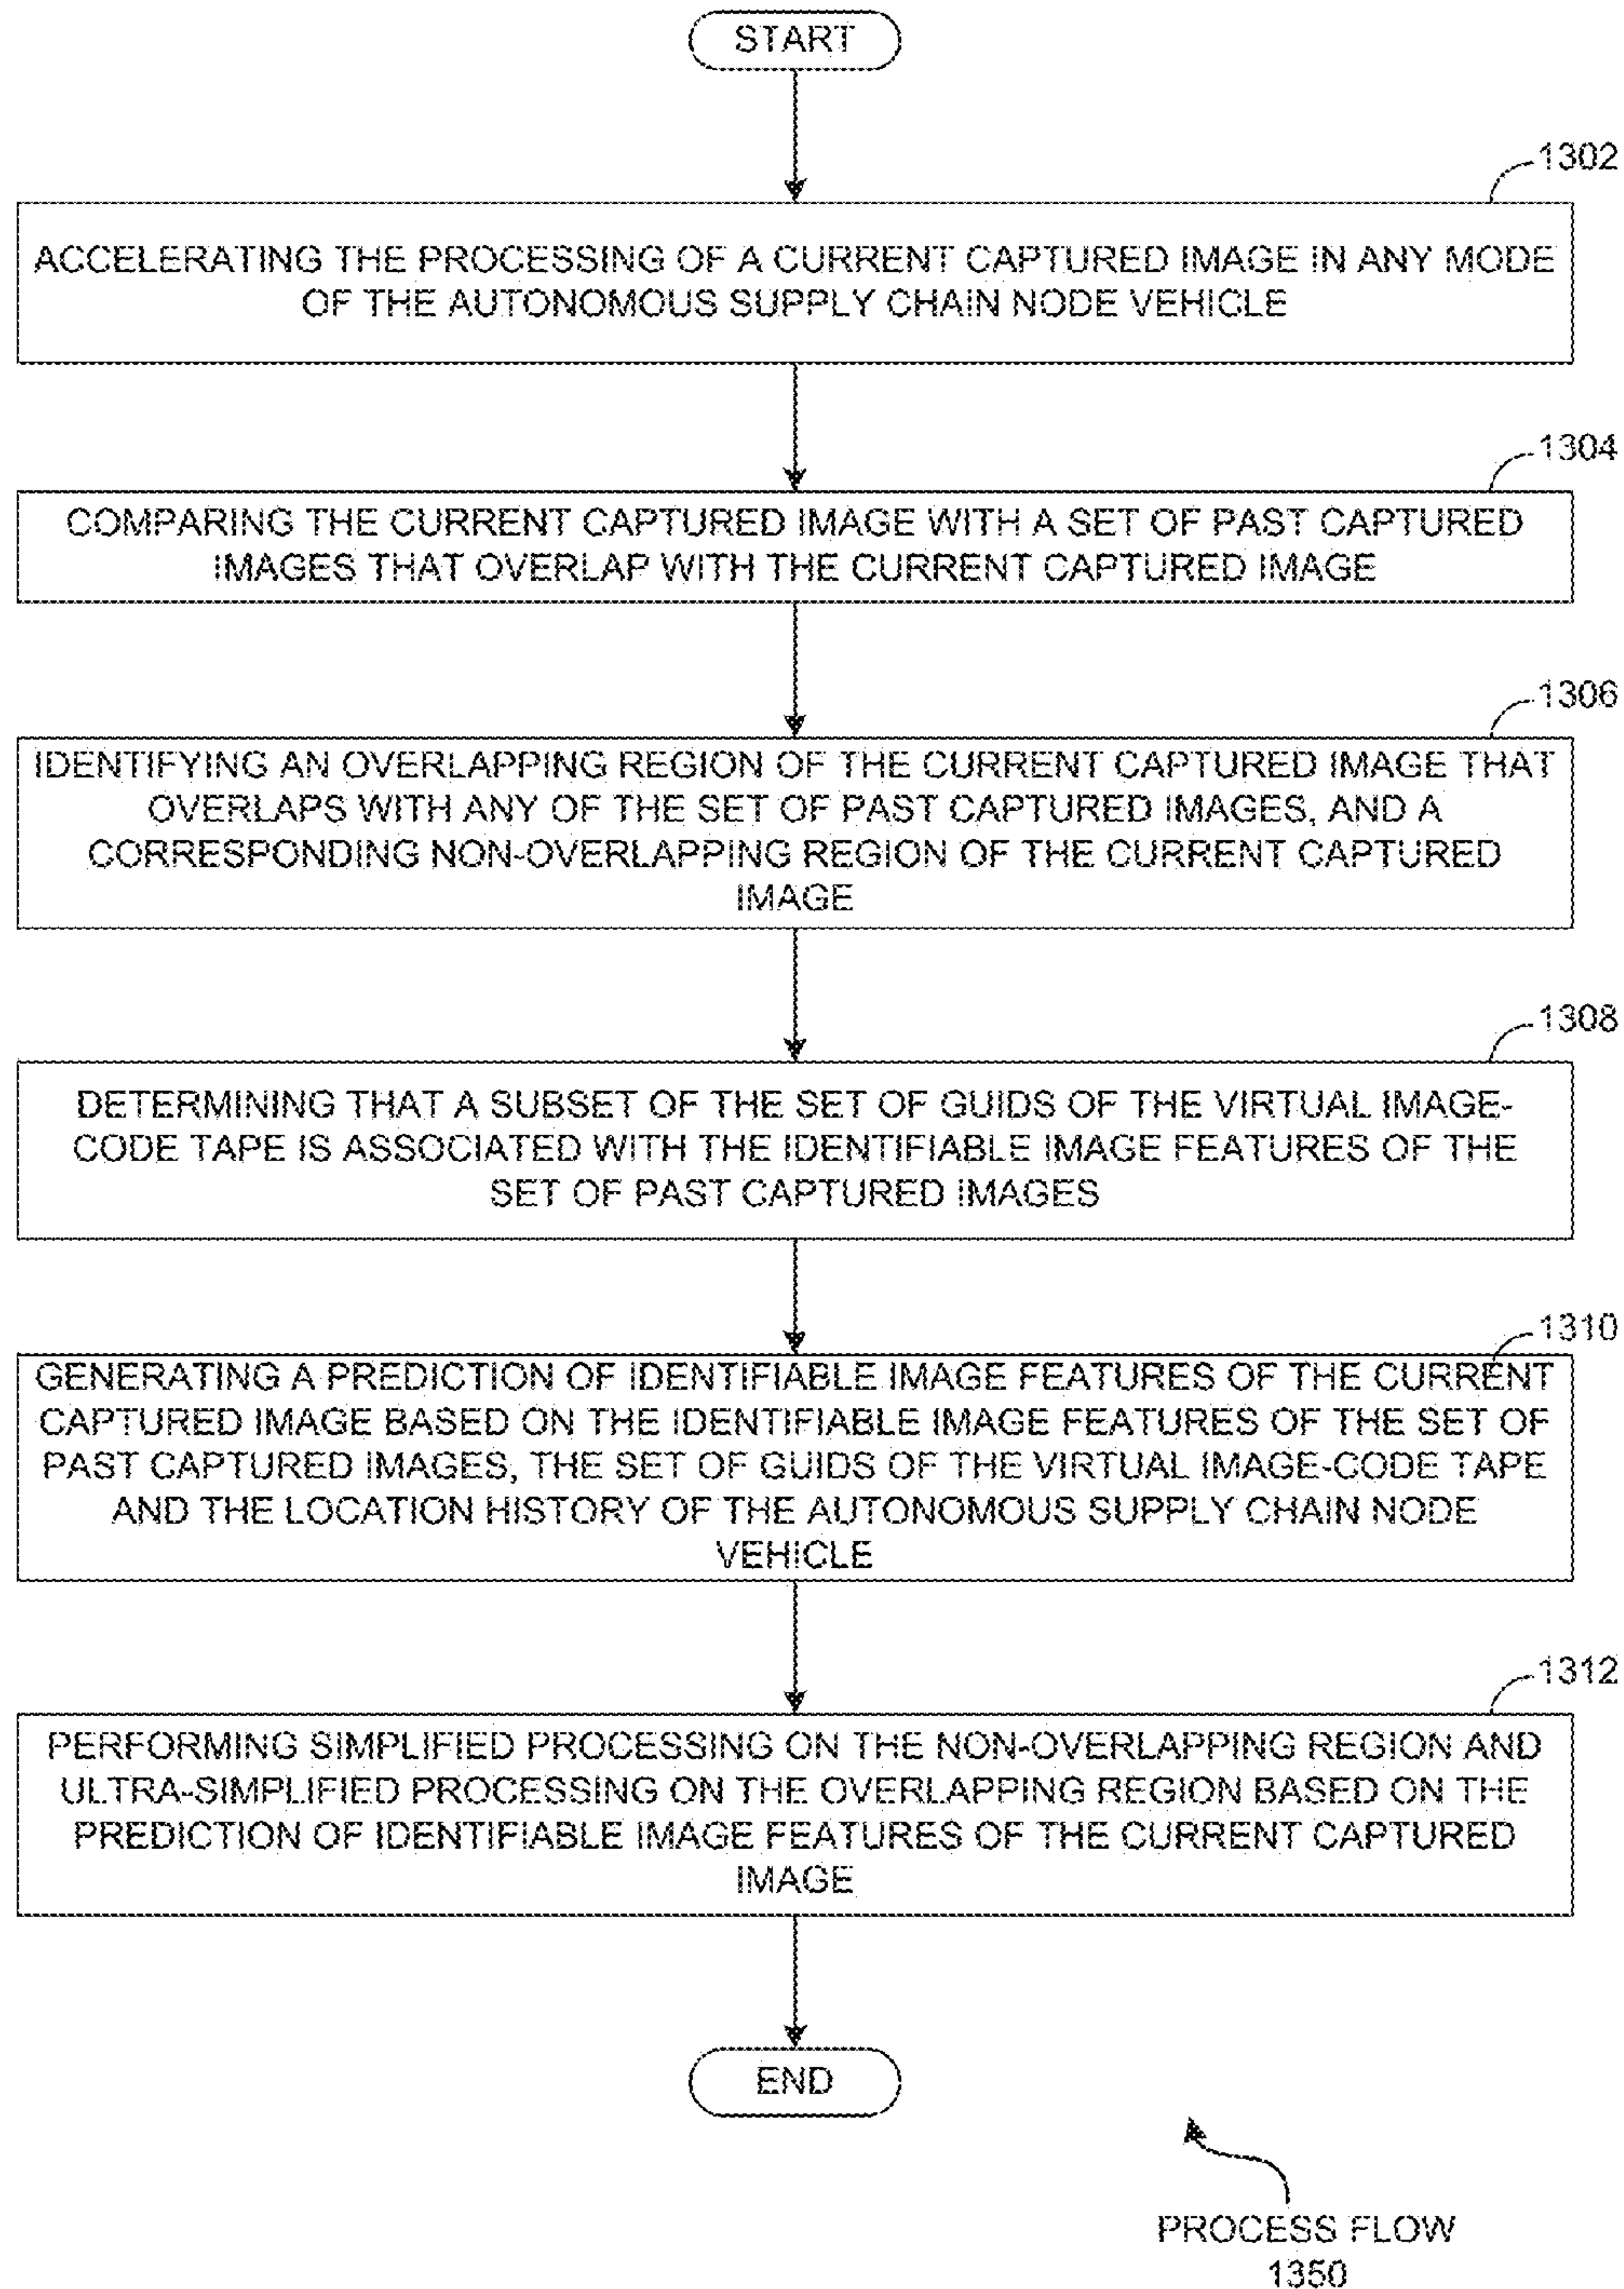 START
1302
ACCELERATING THE PROCESSING OF A CURRENT CAPTURED IMAGE IN ANY MODE
OF THE AUTONOMOUS SUPPLY CHAIN NODE VEHICLE
1304
COMPARING THE CURRENT CAPTURED IMAGE WITH A SET OF PAST CAPTURED
IMAGES THAT OVERLAP WITH THE CURRENT CAPTURED IMAGE
1306
IDENTIFYING AN OVERLAPPING REGION OF THE CURRENT CAPTURED IMAGE THAT
OVERLAPS WITH ANY OF THE SET OF PAST CAPTURED IMAGES, AND A
CORRESPONDING NON-OVERLAPPING REGION OF THE CURRENT CAPTURED
IMAGE
1308
DETERMINING THAT A SUBSET OF THE SET OF GUIDS OF THE VIRTUAL IMAGE-
CODE TAPE IS ASSOCIATED WITH THE IDENTIFIABLE IMAGE FEATURES OF THE
SET OF PAST CAPTURED IMAGES
1310
GENERATING A PREDICTION OF IDENTIFIABLE IMAGE FEATURES OF THE CURRENT
CAPTURED IMAGE BASED ON THE IDENTIFIABLE IMAGE FEATURES OF THE SET OF
PAST CAPTURED IMAGES, THE SET OF GUIDS OF THE VIRTUAL IMAGE-CODE TAPE
AND THE LOCATION HISTORY OF THE AUTONOMOUS SUPPLY CHAIN NODE
VEHICLE
1312
PERFORMING SIMPLIFIED PROCESSING ON THE NON-OVERLAPPING REGION AND
ULTRA-SIMPLIFIED PROCESSING ON THE OVERLAPPING REGION BASED ON THE
PREDICTION OF IDENTIFIABLE IMAGE FEATURES OF THE CURRENT CAPTURED
IMAGE
END
PROCESS FLOW
1350